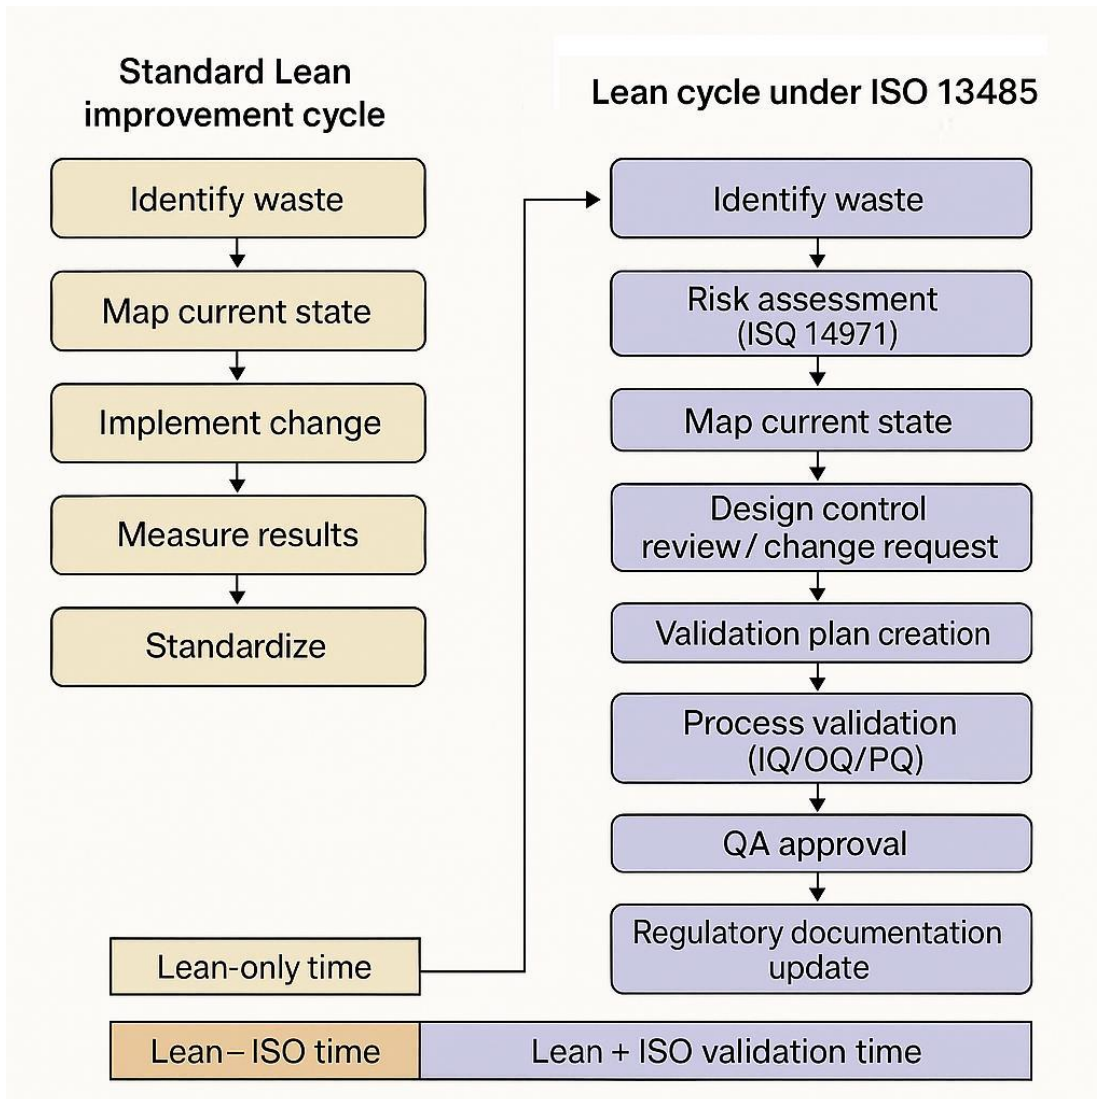 Standard Lean
improvement cycle
Identify waste
Map current state
Implement change
Measure results
Standardize
Lean cycle under ISO 13485
Identify waste
Risk assessment
(ISQ 14971)
Map current state
Design control
review / change request
Validation plan creation
Process validation
(IQ/OQ/PQ)
QA approval
Regulatory documentation
update
Lean-only time
Lean – ISO time
Lean + ISO validation time